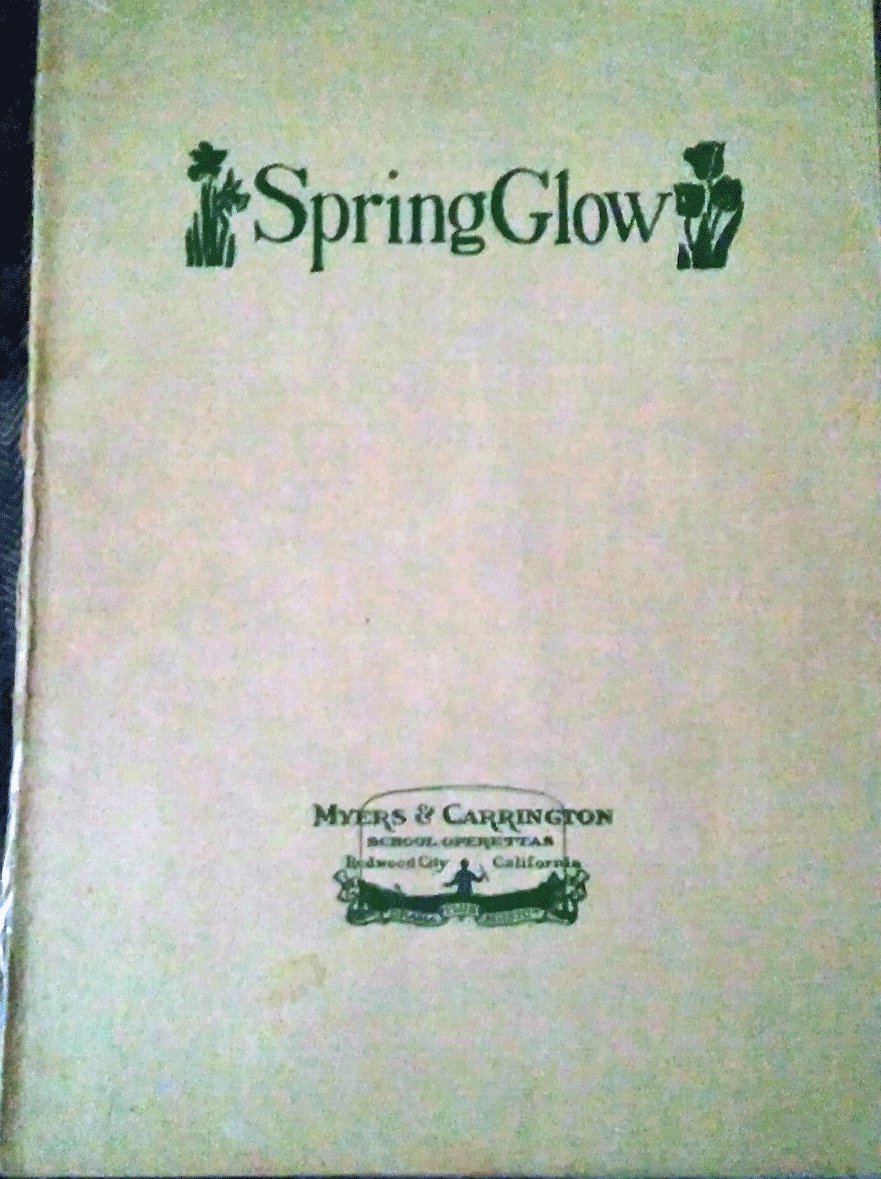 SpringGlow
MYERS & CARRINGTON
SCHOOL OPERETTAS
Redwood City California